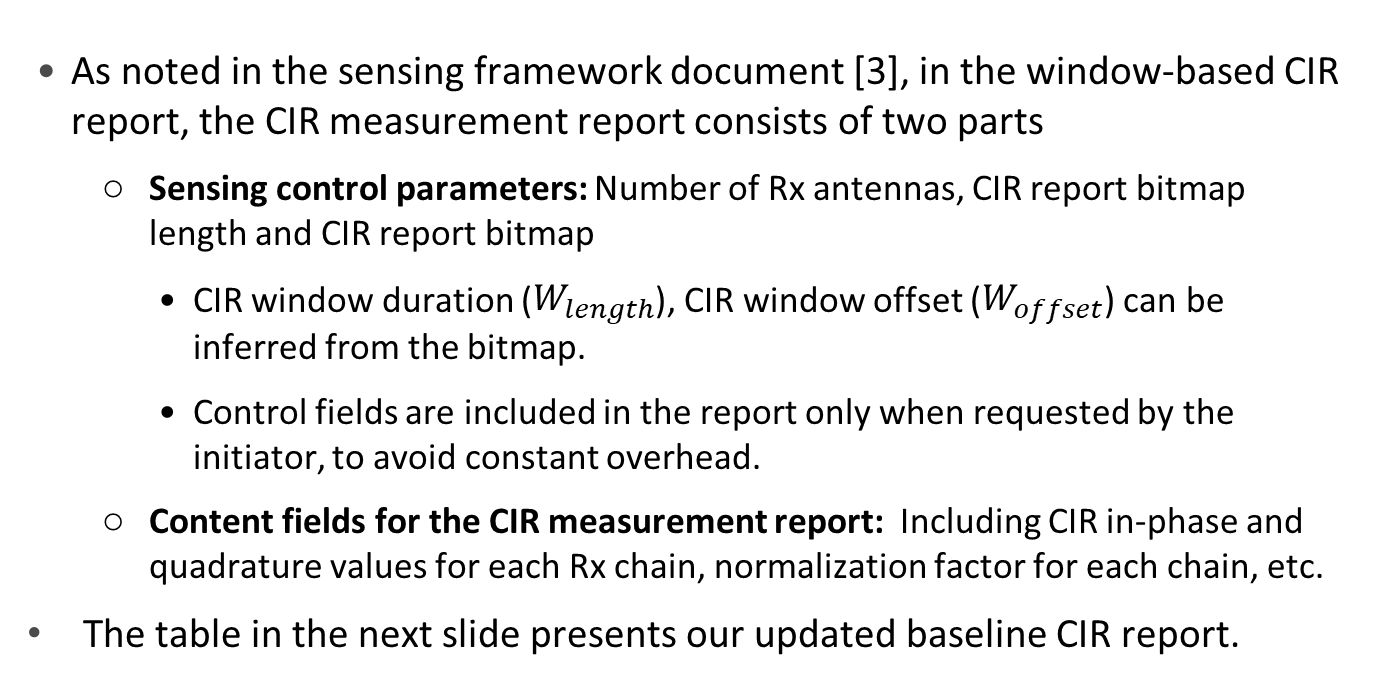 • As noted in the sensing framework document [3], in the window-based CIR
report, the CIR measurement report consists of two parts
○ Sensing control parameters: Number of Rx antennas, CIR report bitmap
length and CIR report bitmap
• CIR window duration (W_length), CIR window offset (W_offset) can be
inferred from the bitmap.
• Control fields are included in the report only when requested by the
initiator, to avoid constant overhead.
○ Content fields for the CIR measurement report: Including CIR in-phase and
quadrature values for each Rx chain, normalization factor for each chain, etc.
• The table in the next slide presents our updated baseline CIR report.